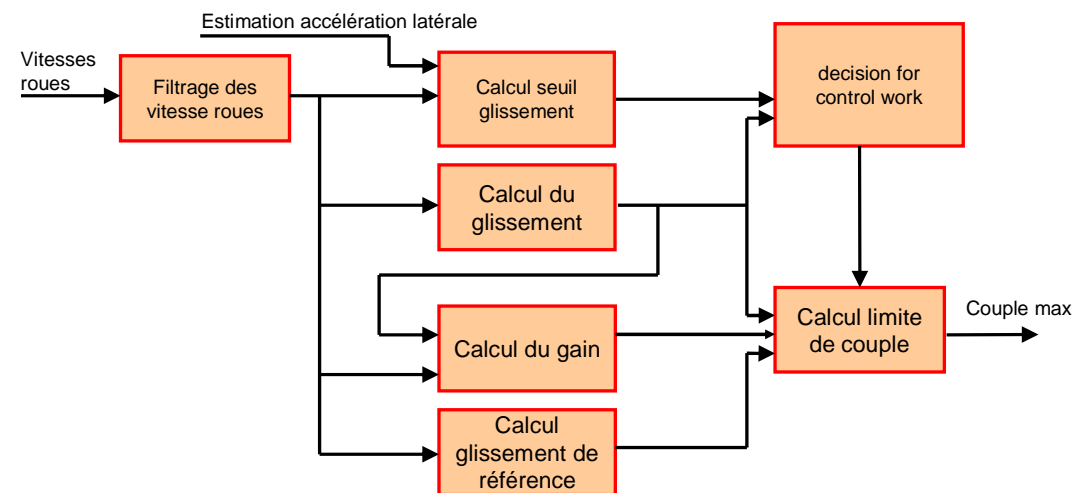 Estimation accélération latérale
Vitesses
roues
Filtrage des
vitesse roues
Calcul seuil
glissement
decision for
control work
Calcul du
glissement
Calcul du gain
Calcul limite
de couple
Couple max
Calcul
glissement de
référence